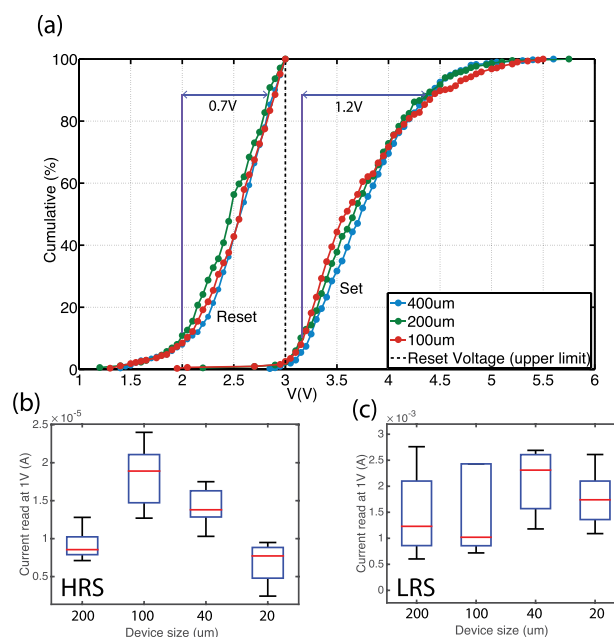 (a)
100
80
60
40
20
0
Cumulative (%)
0.7V
1.2V
Reset
Set
400um
200um
100um
Reset Voltage (upper limit)
1 1.5 2 2.5 3 3.5 4 4.5 5 5.5 6
V(V)
(b)
×10⁻⁵
2.5
2
1.5
1
0.5
Current read at 1V (A)
HRS
200 100 40 20
Device size (um)
(c)
×10⁻³
3
2.5
2
1.5
1
0.5
0
Current read at 1V (A)
LRS
200 100 40 20
Device size (um)